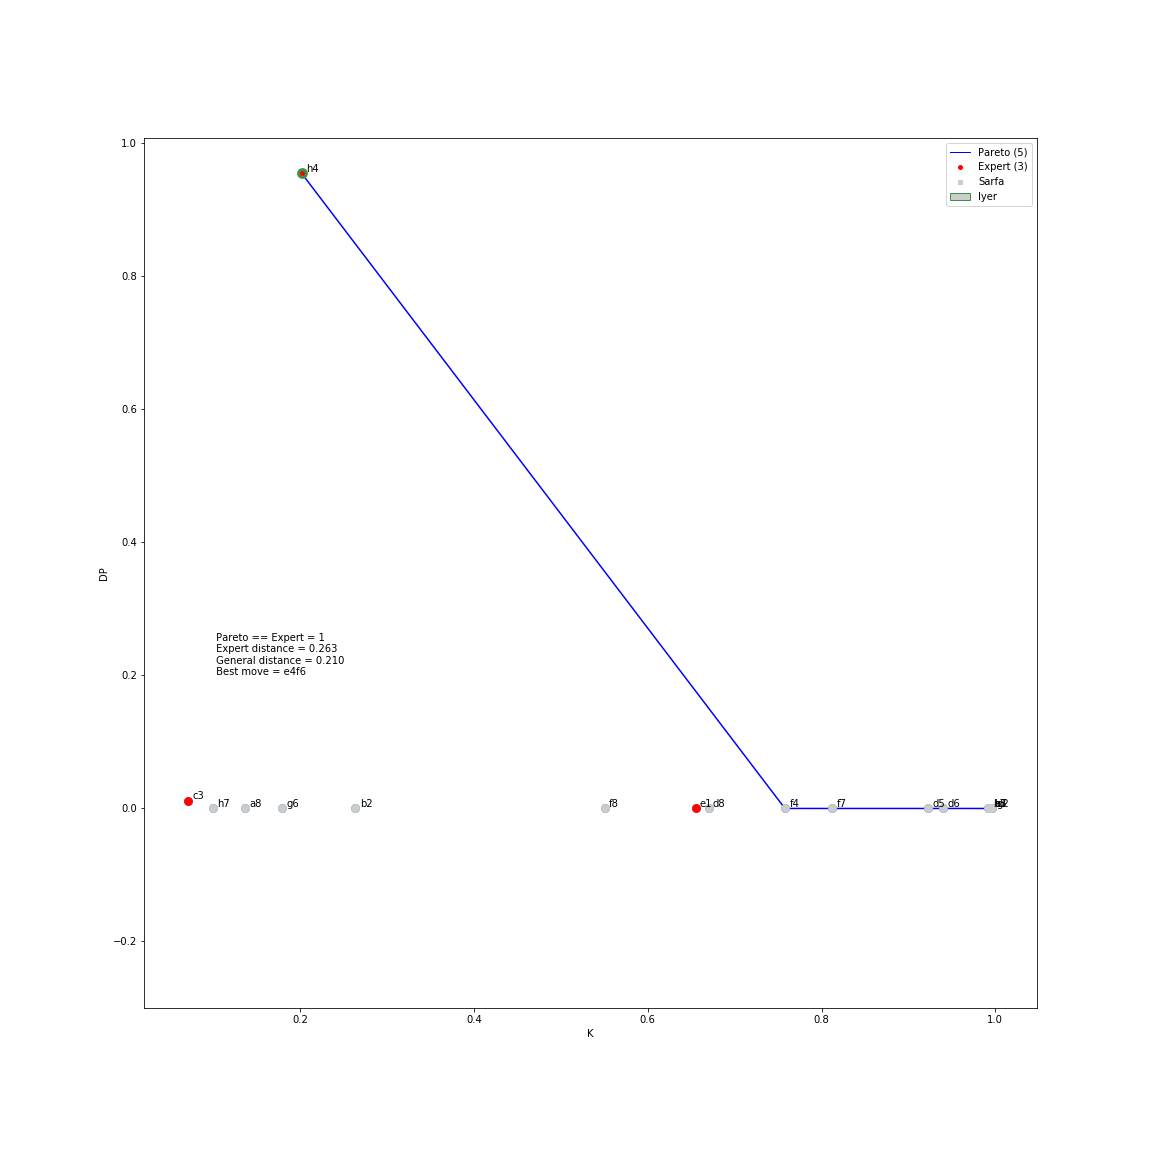 1.0
0.8
0.6
0.4
0.2
0.0
−0.2
DP
0.2
0.4
0.6
0.8
1.0
K
Pareto (5)
Expert (3)
Sarfa
Iyer
h4
Pareto == Expert = 1
Expert distance = 0.263
General distance = 0.210
Best move = e4f6
c3
h7
a8
g6
b2
f8
e1
d8
f4
f7
d5
d6